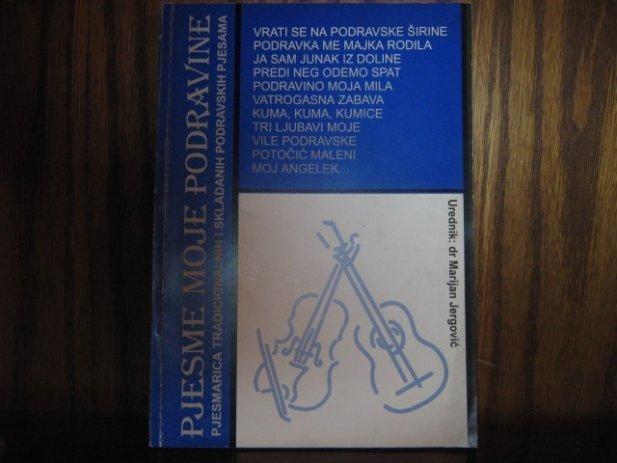 PJESME MOJE PODRAVINE
PJESMARICA TRADICIONALNIH I SKLADANIH PODRAVSKIH PJESAMA
VRATI SE NA PODRAVSKE ŠIRINE
PODRAVKA ME MAJKA RODILA
JA SAM JUNAK IZ DOLINE
PREDI NEG ODEMO SPAT
PODRAVINO MOJA MILA
VATROGASNA ZABAVA
KUMA, KUMA, KUMICE
TRI LJUBAVI MOJE
VILE PODRAVSKE
POTOČIĆ MALENI
MOJ ANGELEK...
Urednik: dr Marijan Jergović